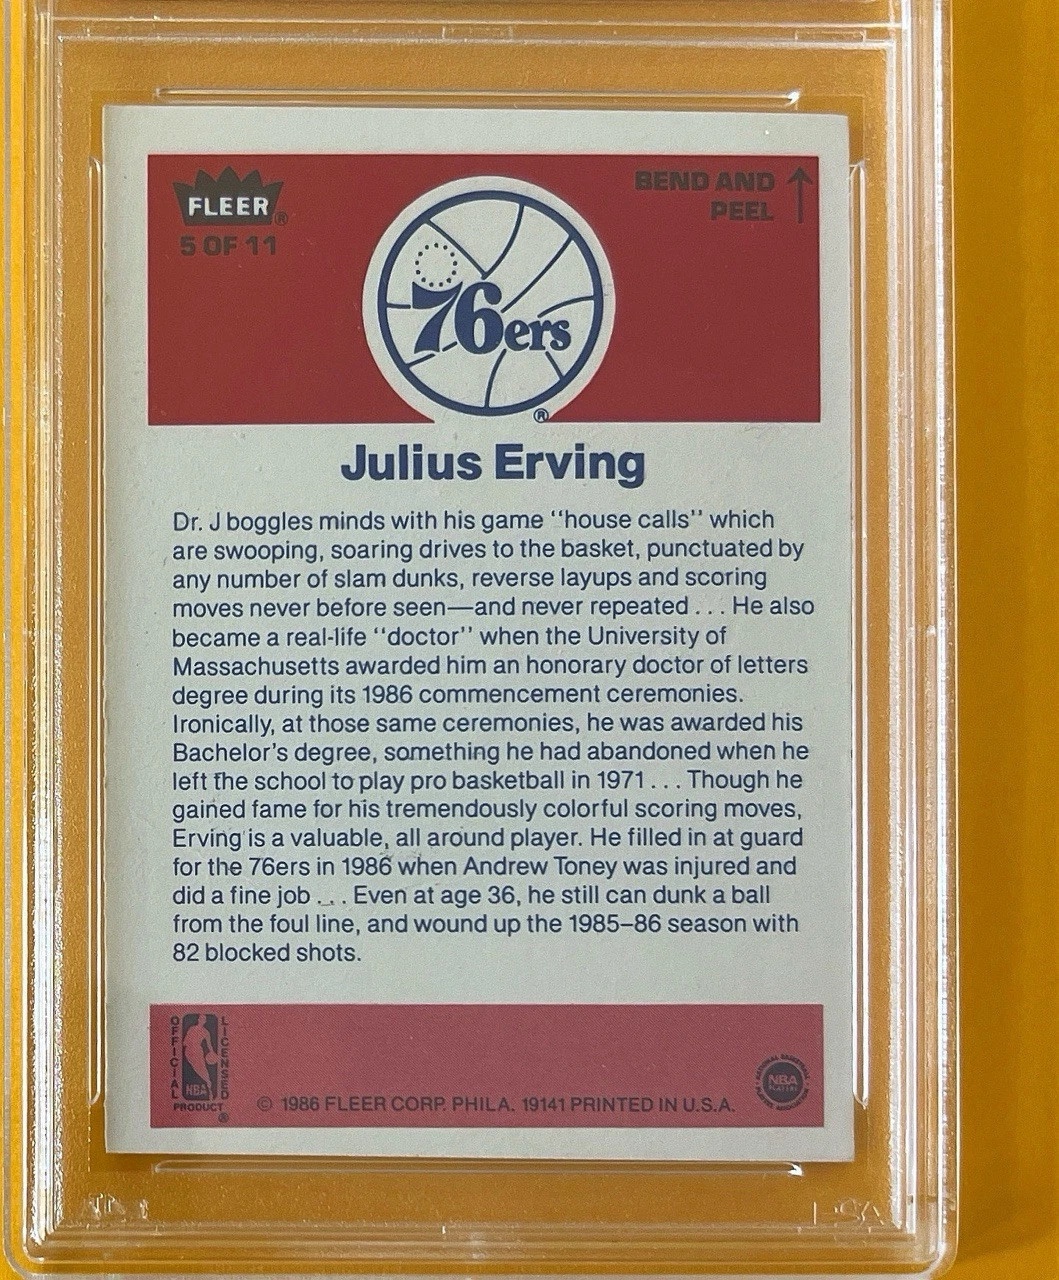 FLEER®
5 OF 11
BEND AND
PEEL
76ers
®
Julius Erving
Dr. J boggles minds with his game "house calls" which
are swooping, soaring drives to the basket, punctuated by
any number of slam dunks, reverse layups and scoring
moves never before seen—and never repeated . . . He also
became a real-life "doctor" when the University of
Massachusetts awarded him an honorary doctor of letters
degree during its 1986 commencement ceremonies.
Ironically, at those same ceremonies, he was awarded his
Bachelor's degree, something he had abandoned when he
left the school to play pro basketball in 1971 . . . Though he
gained fame for his tremendously colorful scoring moves,
Erving is a valuable, all around player. He filled in at guard
for the 76ers in 1986 when Andrew Toney was injured and
did a fine job . . . Even at age 36, he still can dunk a ball
from the foul line, and wound up the 1985–86 season with
82 blocked shots.
OFFICIAL LICENSED
NBA
PRODUCT
®
© 1986 FLEER CORP. PHILA. 19141 PRINTED IN U.S.A.
NATIONAL BASKETBALL
NBA
PLAYERS
ASSOCIATION